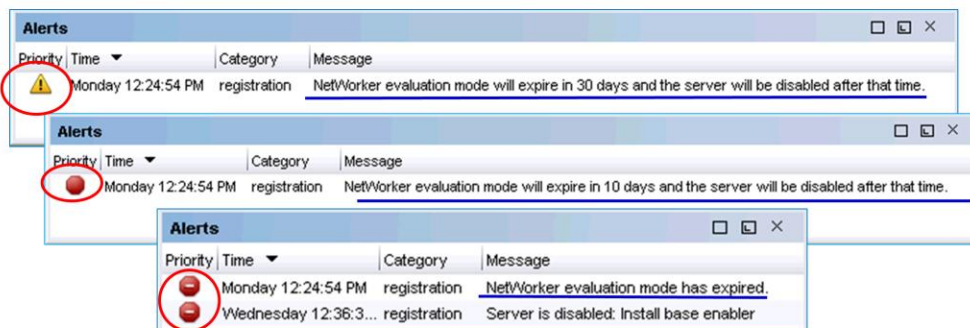 Alerts
Priority Time Category Message
Monday 12:24:54 PM registration NetWorker evaluation mode will expire in 30 days and the server will be disabled after that time.
Alerts
Priority Time Category Message
Monday 12:24:54 PM registration NetWorker evaluation mode will expire in 10 days and the server will be disabled after that time.
Alerts
Priority Time Category Message
Monday 12:24:54 PM registration NetWorker evaluation mode has expired.
Wednesday 12:36:3... registration Server is disabled: Install base enabler